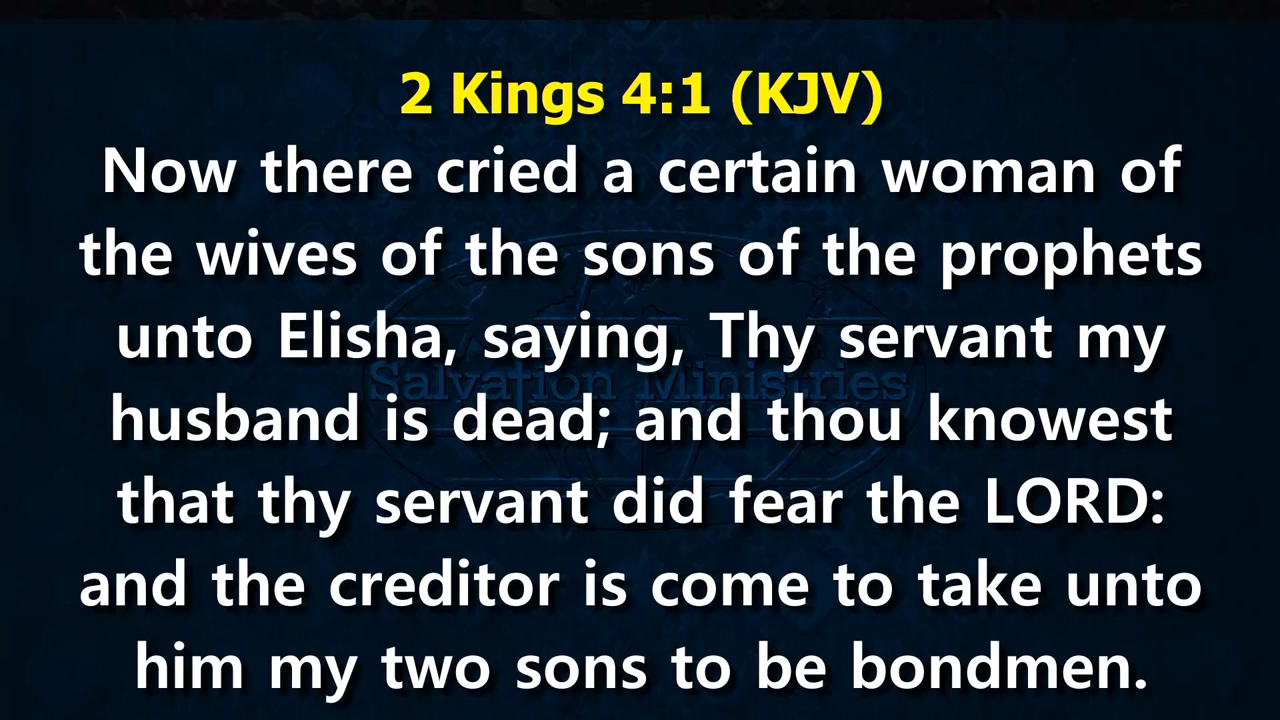 2 Kings 4:1 (KJV)
Now there cried a certain woman of
the wives of the sons of the prophets
unto Elisha, saying, Thy servant my
Salvation Ministries
husband is dead; and thou knowest
that thy servant did fear the LORD:
and the creditor is come to take unto
him my two sons to be bondmen.